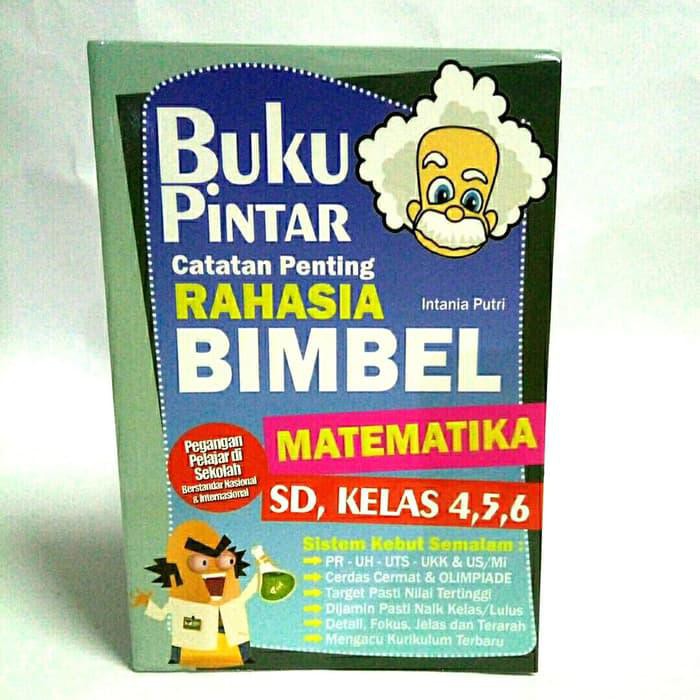 Buku
Pintar
Catatan Penting
RAHASIA
Intania Putri
BIMBEL
MATEMATIKA
Pegangan
Pelajar di
Sekolah
Berstandar Nasional
& Internasional
SD, KELAS 4,5,6
Sistem Kebut Semalam :
PR - UH - UTS - UKK & US/Mi
Cerdas Cermat & OLIMPIADE
Target Pasti Nilai Tertinggi
Dijamin Pasti Naik Kelas/Lulus
Detail, Fokus, Jelas dan Terarah
Mengacu Kurikulum Terbaru